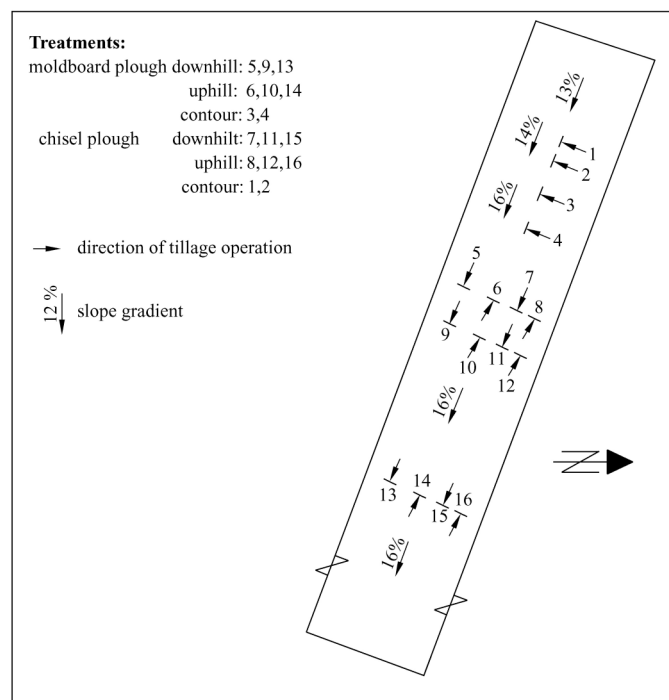 Treatments:
moldboard plough downhill: 5,9,13
uphill: 6,10,14
contour: 3,4
chisel plough downhilt: 7,11,15
uphill: 8,12,16
contour: 1,2
direction of tillage operation
12 %
slope gradient
13%
14%
1
2
16%
3
4
5
6
7
8
9
10
11
12
16%
13
14
15
16
16%
N